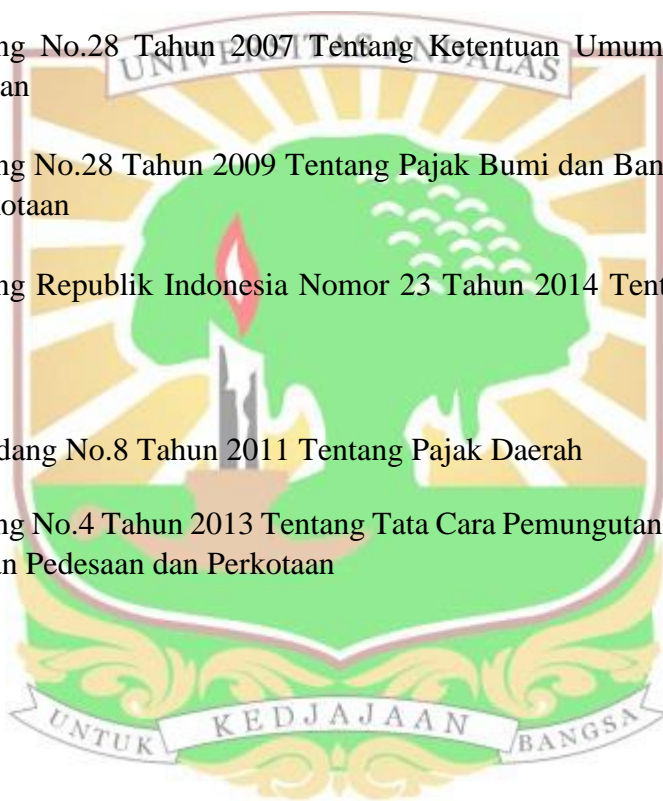 UNIVERSITAS ANDALAS
ng No.28 Tahun 2007 Tentang Ketentuan Umum
an
ng No.28 Tahun 2009 Tentang Pajak Bumi dan Ban
kotaan
ng Republik Indonesia Nomor 23 Tahun 2014 Tent
dang No.8 Tahun 2011 Tentang Pajak Daerah
ng No.4 Tahun 2013 Tentang Tata Cara Pemungutan
an Pedesaan dan Perkotaan
UNTUK KEDJAJAAN BANGSA